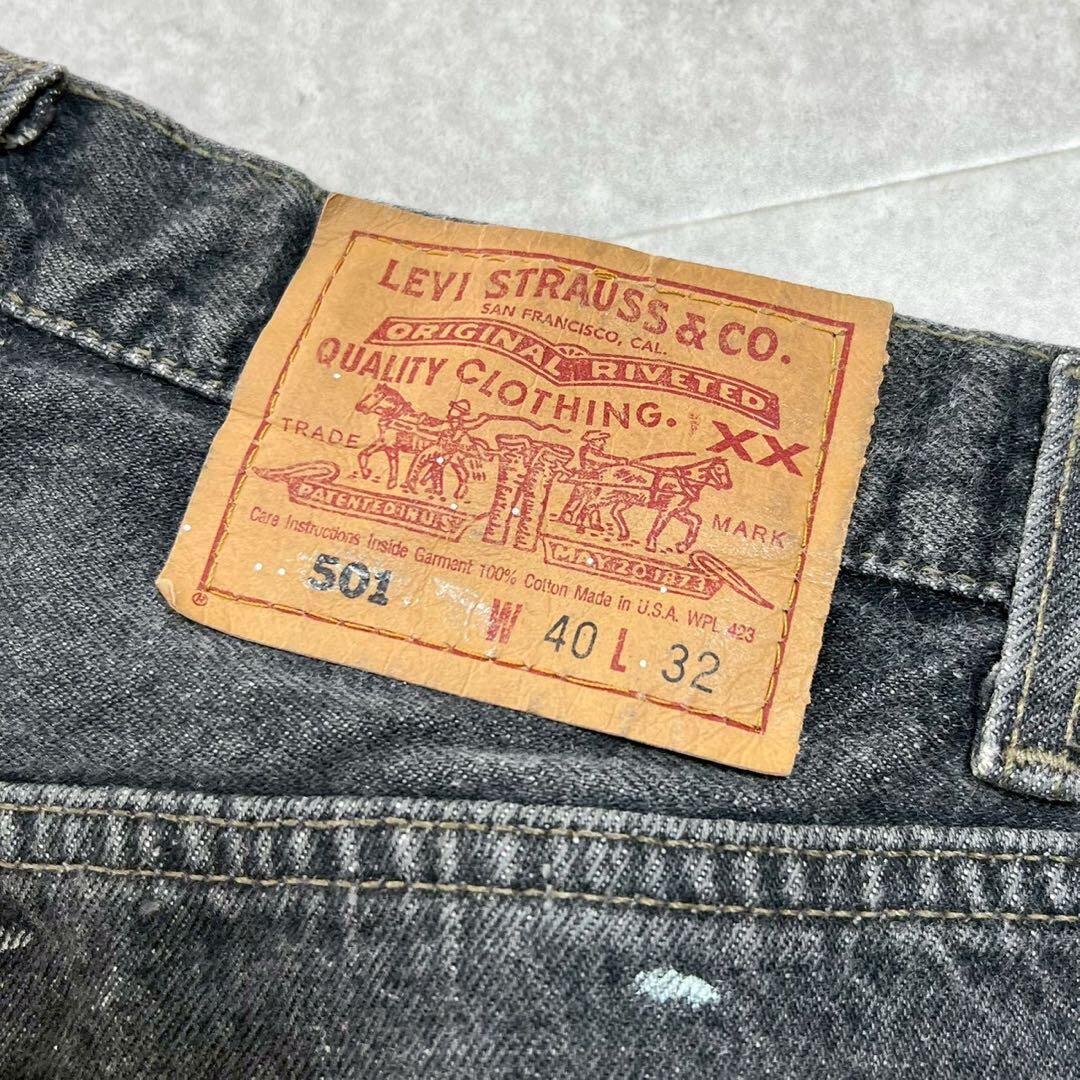 LEVI STRAUSS & CO.
SAN FRANCISCO, CAL.
ORIGINAL RIVETED
QUALITY CLOTHING. XX
TRADE MARK
PATENTED IN U.S. MAY 20 1873
Care Instructions Inside Garment 100% Cotton Made in U.S.A. WPL 423
501 W 40 L 32
®